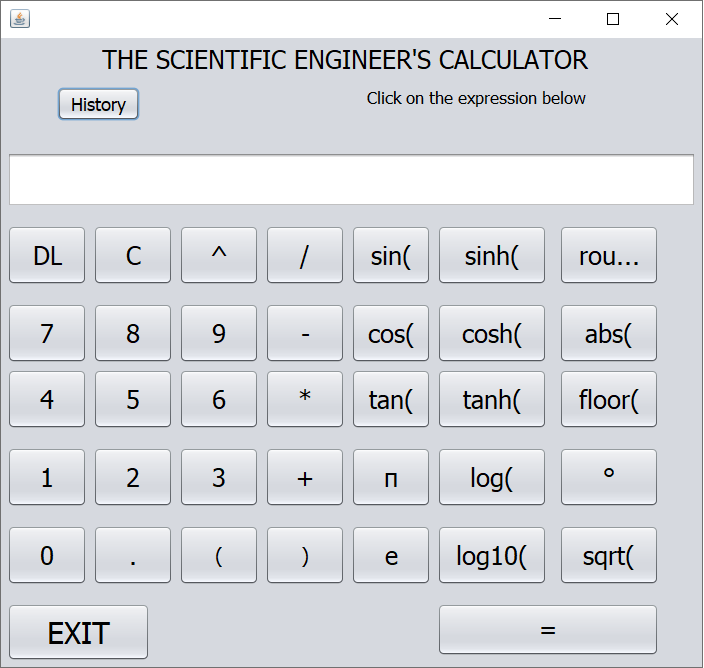 THE SCIENTIFIC ENGINEER'S CALCULATOR
History
Click on the expression below
DL C ^ / sin( sinh( rou...
7 8 9 - cos( cosh( abs(
4 5 6 * tan( tanh( floor(
1 2 3 + п log( °
0 . ( ) e log10( sqrt(
EXIT =